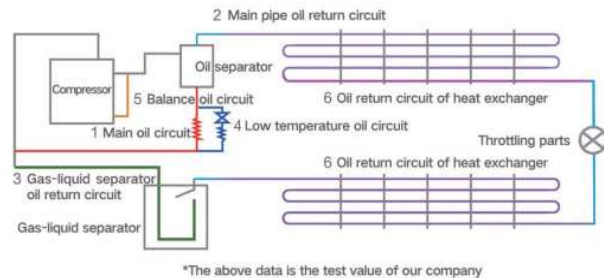 2 Main pipe oil return circuit
Oil separator
Compressor
5 Balance oil circuit
6 Oil return circuit of heat exchanger
1 Main oil circuit
4 Low temperature oil circuit
Throttling parts
6 Oil return circuit of heat exchanger
3 Gas-liquid separator
oil return circuit
Gas-liquid separator
*The above data is the test value of our company